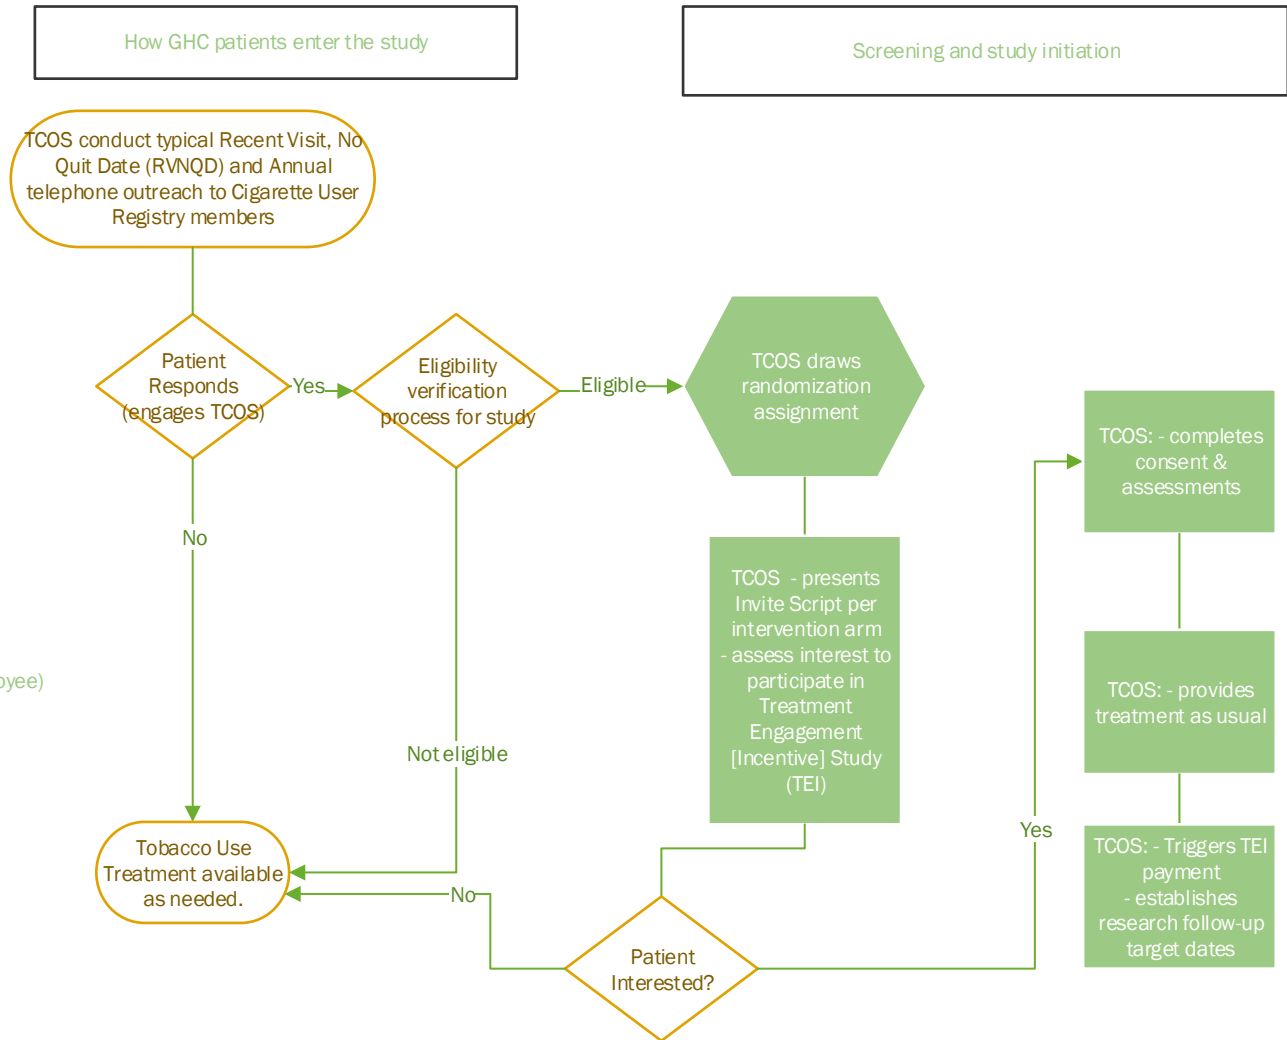 How GHC patients enter the study
Screening and study initiation
TCOS conduct typical Recent Visit, No
Quit Date (RVNQD) and Annual
telephone outreach to Cigarette User
Registry members
Patient
Responds
(engages TCOS)
Yes
Eligibility
verification
process for study
Eligible
TCOS draws
randomization
assignment
TCOS: - completes
consent &
assessments
No
TCOS - presents
Invite Script per
intervention arm
- assess interest to
participate in
Treatment
Engagement
[Incentive] Study
(TEI)
oyee)
TCOS: - provides
treatment as usual
Not eligible
Yes
Tobacco Use
Treatment available
as needed.
No
TCOS: - Triggers TEI
payment
- establishes
research follow-up
target dates
Patient
Interested?